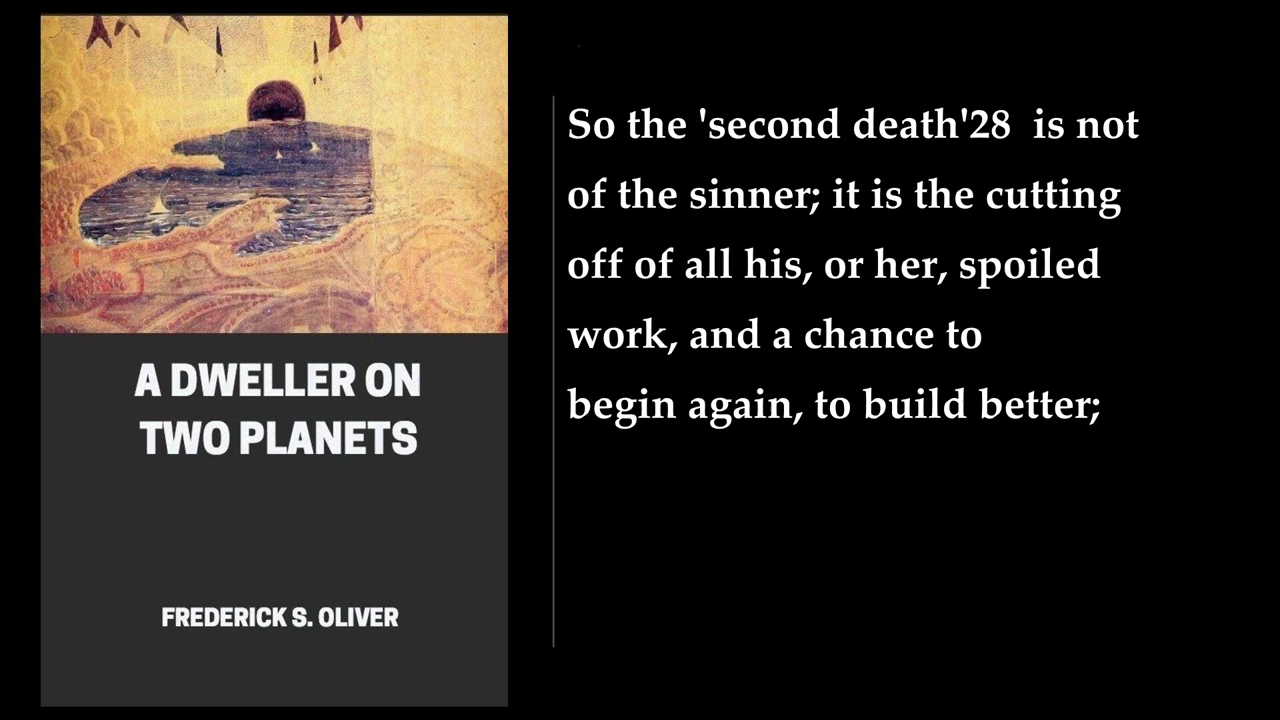 A DWELLER ON
TWO PLANETS
FREDERICK S. OLIVER
So the 'second death'28 is not
of the sinner; it is the cutting
off of all his, or her, spoiled
work, and a chance to
begin again, to build better;